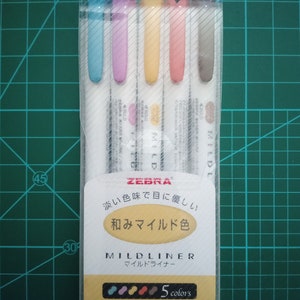 ZEBRA
淡い色味で目に優しい
和みマイルド色
MILDLINER
マイルドライナー
5 colors
45
30